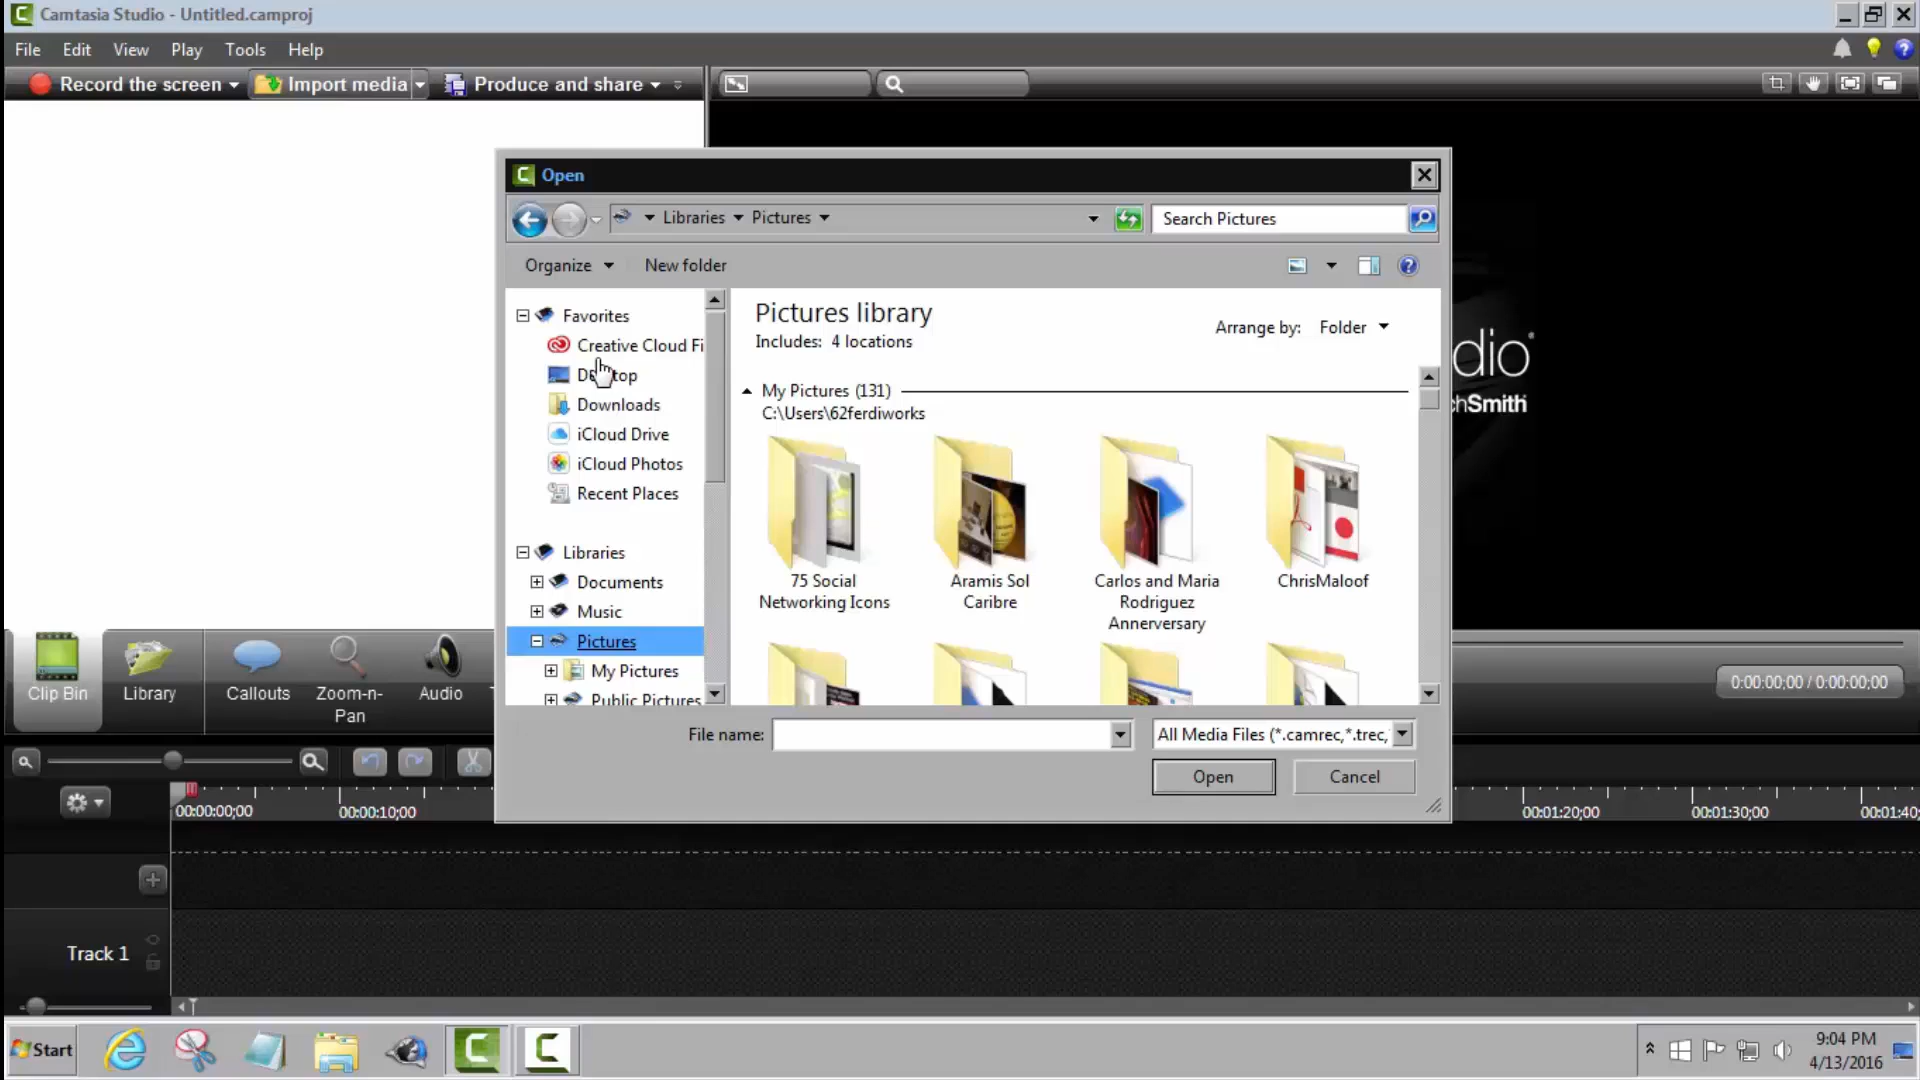 Camtasia Studio - Untitled.camproj
File Edit View Play Tools Help
Record the screen Import media Produce and share
Open
Libraries Pictures
Search Pictures
Organize New folder
Favorites
Creative Cloud Fi
Desktop
Downloads
iCloud Drive
iCloud Photos
Recent Places
Libraries
Documents
Music
Pictures
My Pictures
Public Pictures
Pictures library
Includes: 4 locations
Arrange by: Folder
My Pictures (131)
C:\Users\62ferdiworks
75 Social
Networking Icons
Aramis Sol
Caribre
Carlos and Maria
Rodriguez
Annerversary
ChrisMaloof
dio
hSmith
File name:
All Media Files (*.camrec,*.trec,
Open Cancel
Clip Bin
Library
Callouts
Zoom-n-
Pan
Audio
0:00:00;00 / 0:00:00;00
00:00:00;00 00:00:10;00 00:01:20;00 00:01:30;00 00:01:40;
Track 1
Start
9:04 PM
4/13/2016